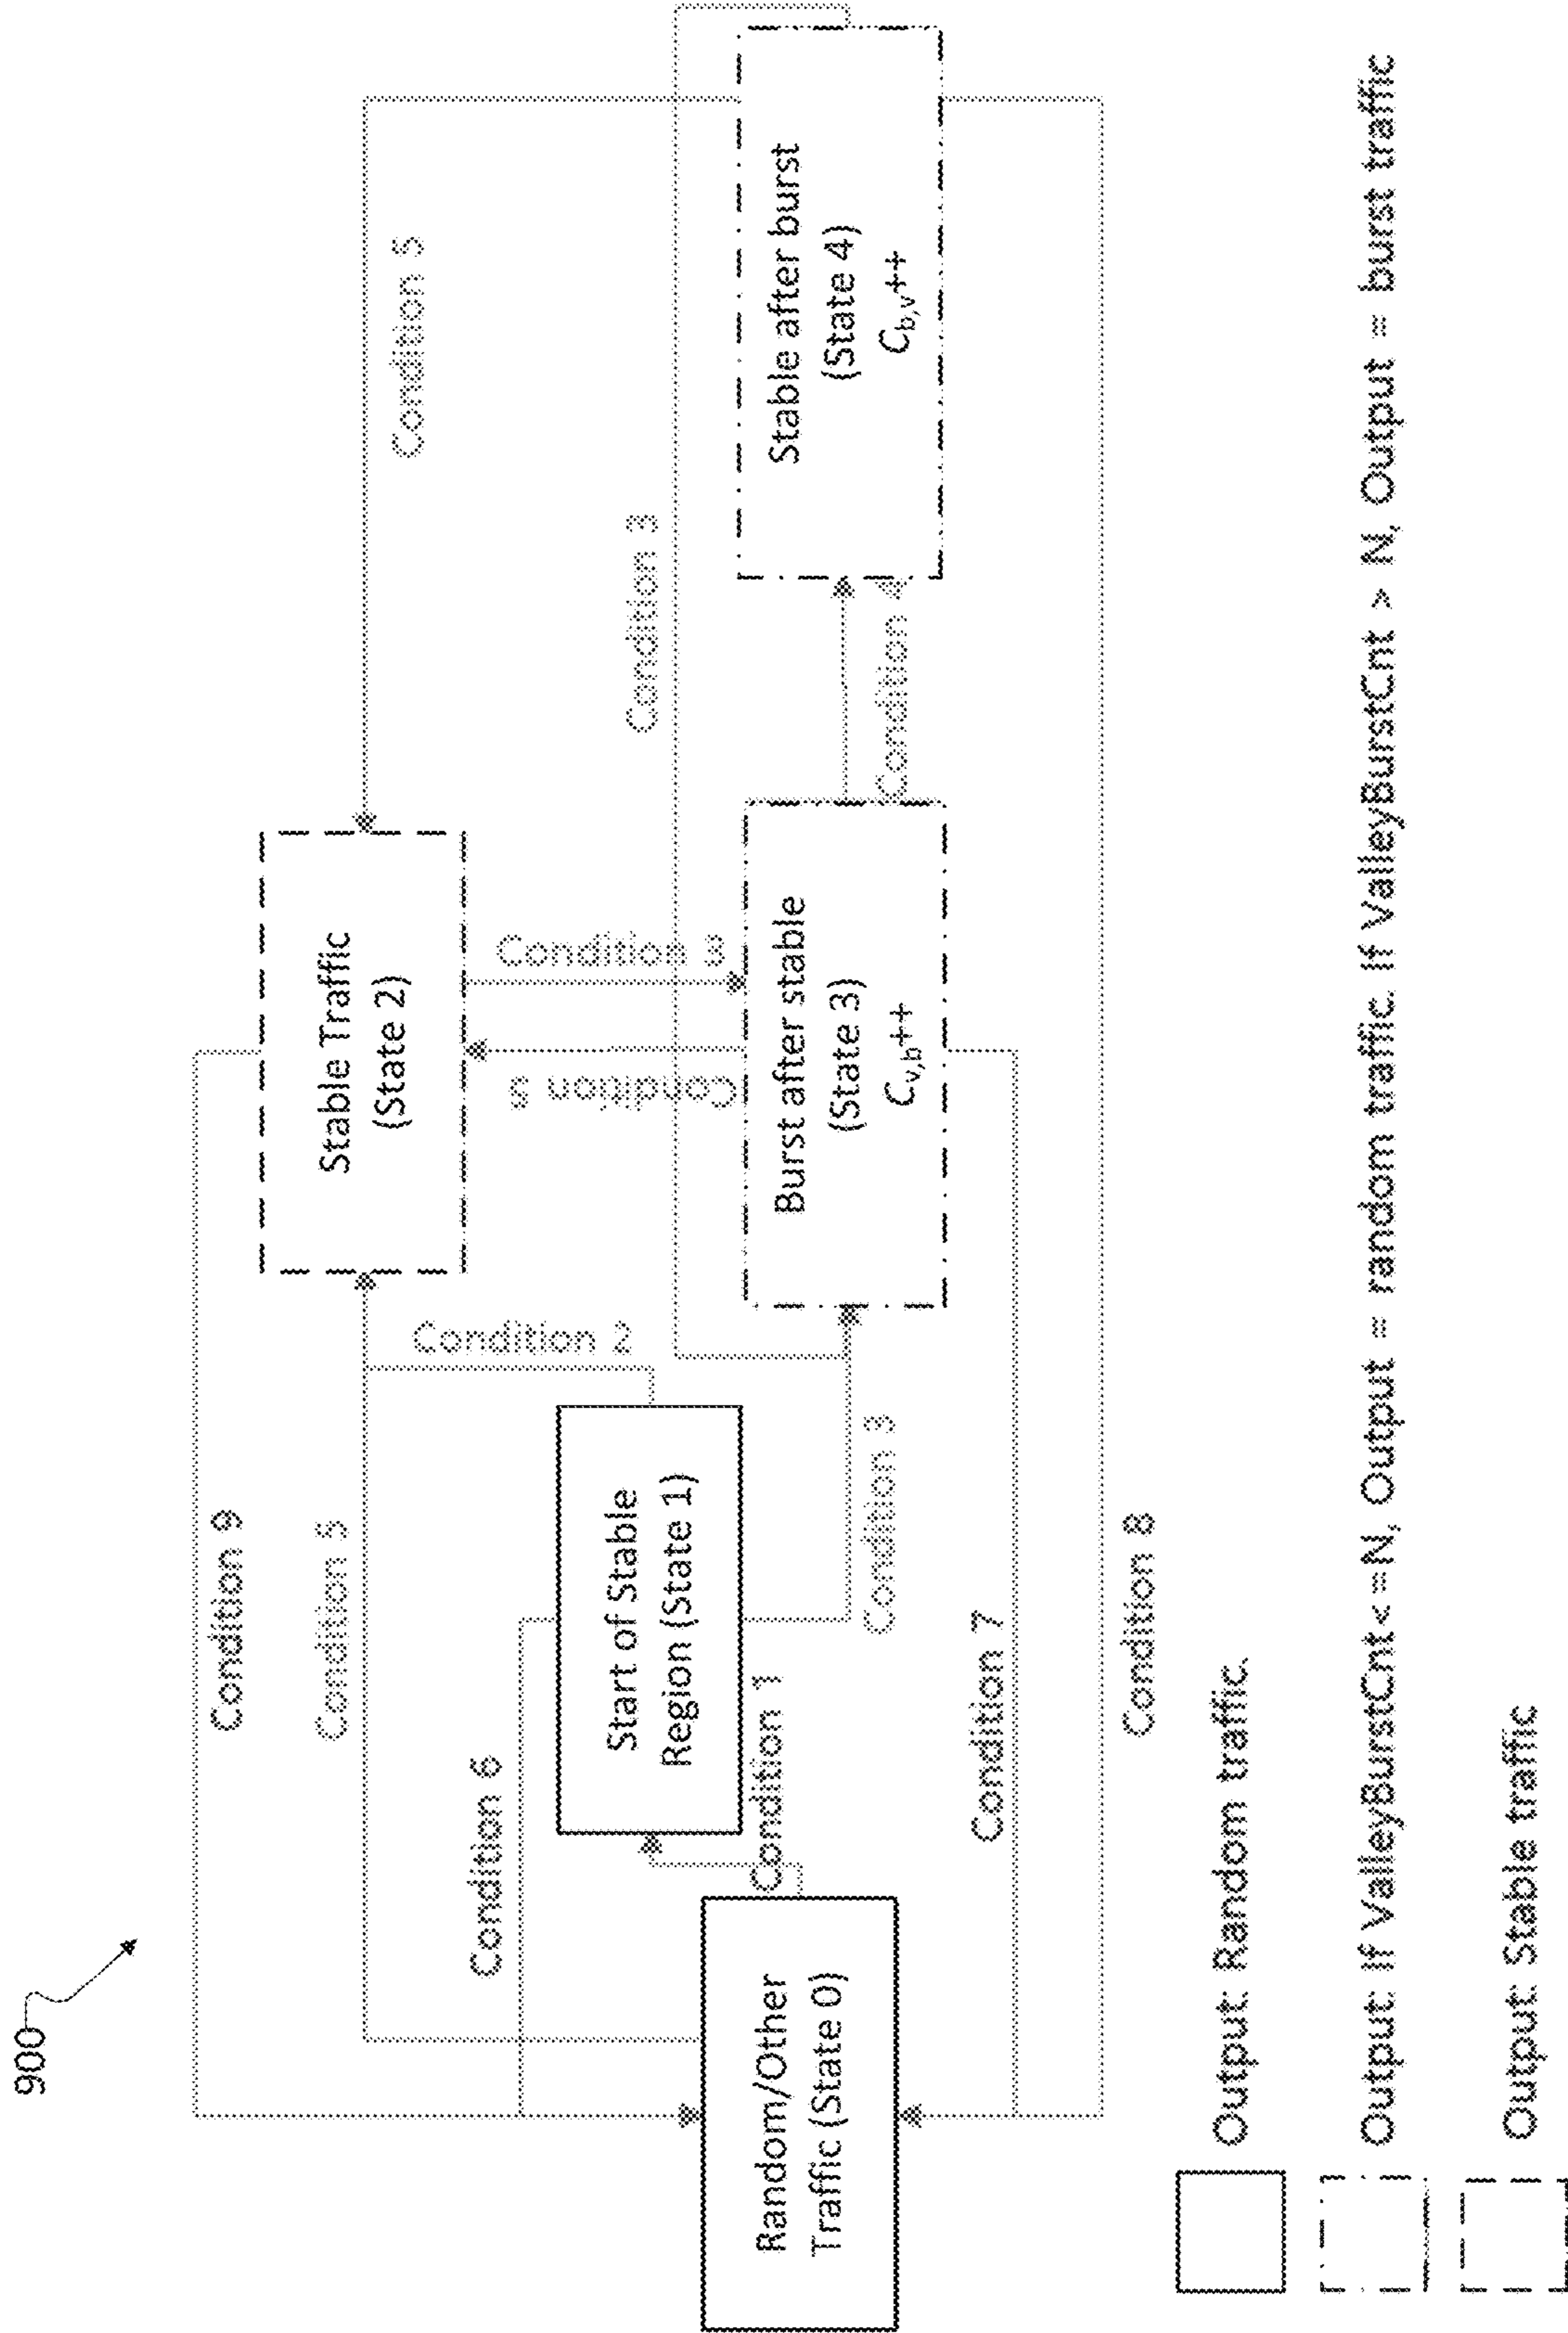 900
Condition 9
Condition 5
Condition 5
Stable Traffic
(State 2)
Condition 6
Condition 2
Condition 3
Condition s
Condition 3
Start of Stable
Region (State 1)
Condition 1
Random/Other
Traffic (State 0)
Condition 3
Burst after stable
(State 3)
Cv,b++
Condition 4
Stable after burst
(State 4)
Cb,v++
Condition 7
Condition 8
Output: Random traffic.
Output: If ValleyBurstCnt<=N, Output = random traffic. If ValleyBurstCnt > N, Output = burst traffic
Output: Stable traffic